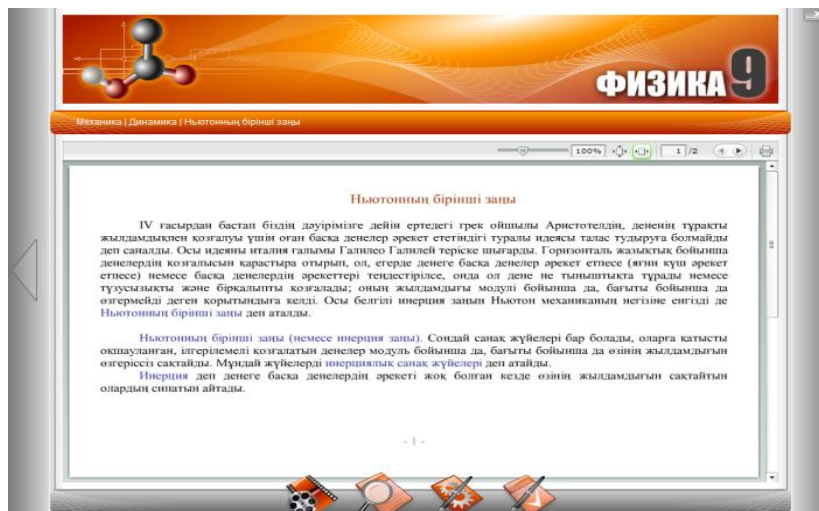 ФИЗИКА 9
Механика | Динамика | Ньютонның бірінші заңы
100%
1 /2
Ньютонның бірінші заңы
IV ғасырдан бастап біздің дәуірімізге дейін ертедегі грек ойшылы Аристотелдің, дененің тұрақты
жылдамдықпен қозғалуы үшін оған басқа денелер әрекет ететіндігі туралы идеясы талас тудыруға болмайды
деп саналды. Осы идеяны италия ғалымы Галилео Галилей теріске шығарды. Горизонталь жазықтық бойынша
денелердің қозғалысын қарастыра отырып, ол, егерде денеге басқа денелер әрекет етпесе (яғни күш әрекет
етпесе) немесе басқа денелердің әрекеттері теңдестірілсе, онда ол дене не тыныштықта тұрады немесе
түзусызықты және бірқалыпты қозғалады; оның жылдамдығы модулі бойынша да, бағыты бойынша да
өзгермейді деген қорытындыға келді. Осы белгілі инерция заңын Ньютон механиканың негізіне енгізді де
Ньютонның бірінші заңы деп аталды.
Ньютонның бірінші заңы (немесе инерция заңы). Сондай санақ жүйелері бар болады, оларға қатысты
оқшауланған, ілгерілемелі қозғалатын денелер модуль бойынша да, бағыты бойынша да өзінің жылдамдығын
өзгеріссіз сақтайды. Мұндай жүйелерді инерциялық санақ жүйелері деп атайды.
Инерция деп денеге басқа денелердің әрекеті жоқ болған кезде өзінің жылдамдығын сақтайтын
олардың сипатын айтады.
- 1 -